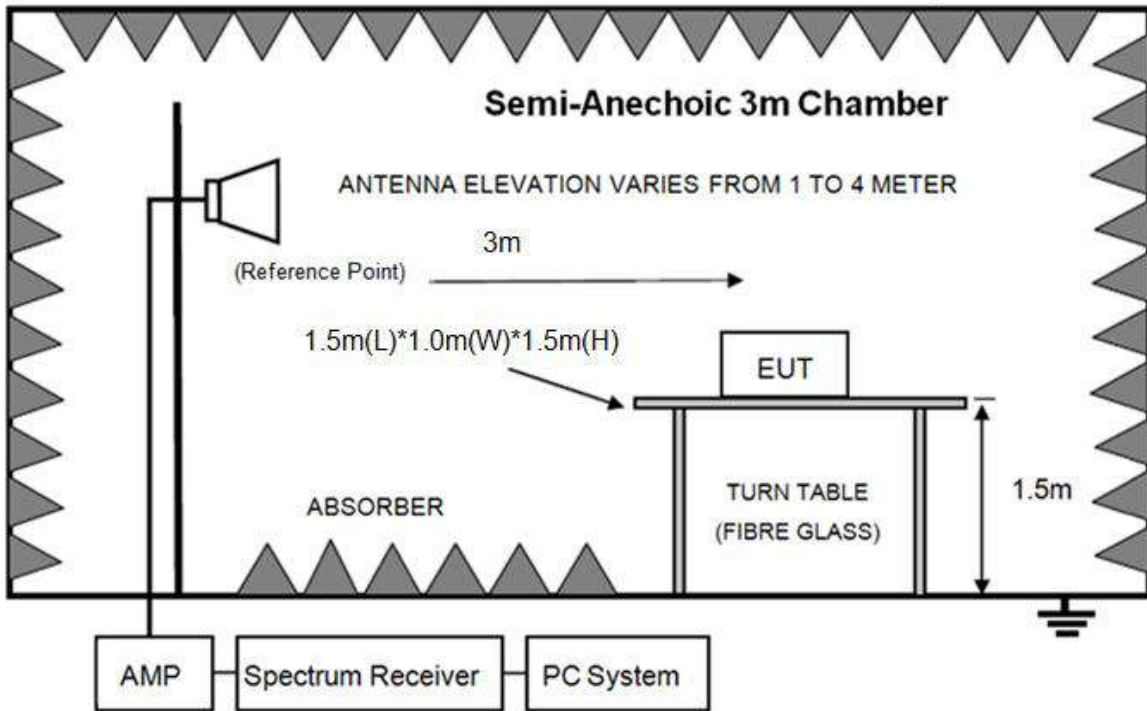 Semi-Anechoic 3m Chamber
ANTENNA ELEVATION VARIES FROM 1 TO 4 METER
3m
(Reference Point)
1.5m(L)*1.0m(W)*1.5m(H)
EUT
ABSORBER
TURN TABLE
(FIBRE GLASS)
1.5m
AMP
Spectrum Receiver
PC System